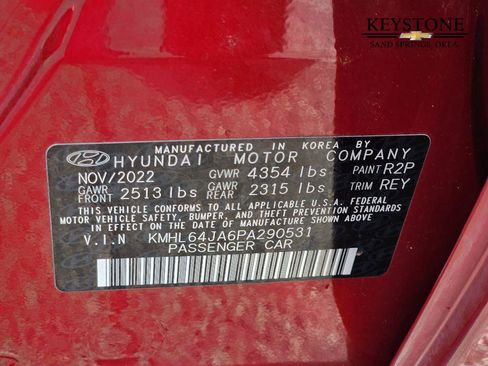 KEYSTONE
CHEVROLET
SAND SPRINGS, OKLA.
MANUFACTURED IN KOREA BY
HYUNDAI MOTOR COMPANY
NOV/2022 GVWR 4354 lbs PAINT R2P
GAWR FRONT 2513 lbs GAWR REAR 2315 lbs TRIM REY
THIS VEHICLE CONFORMS TO ALL APPLICABLE U.S.A. FEDERAL
MOTOR VEHICLE SAFETY, BUMPER, AND THEFT PREVENTION STANDARDS
IN EFFECT ON THE DATE OF MANUFACTURE SHOWN ABOVE
V.I.N KMHL64JA6PA290531
PASSENGER CAR